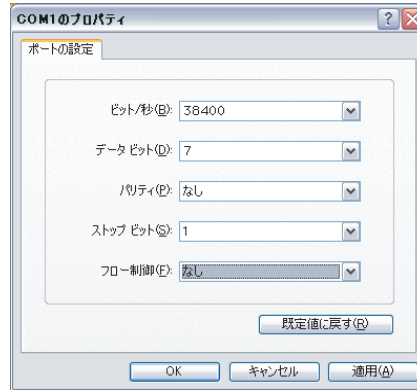 COM1のプロパティ
ポートの設定
ビット/秒(B): 38400
データ ビット(D): 7
パリティ(P): なし
ストップ ビット(S): 1
フロー制御(F): なし
既定値に戻す(R)
OK キャンセル 適用(A)